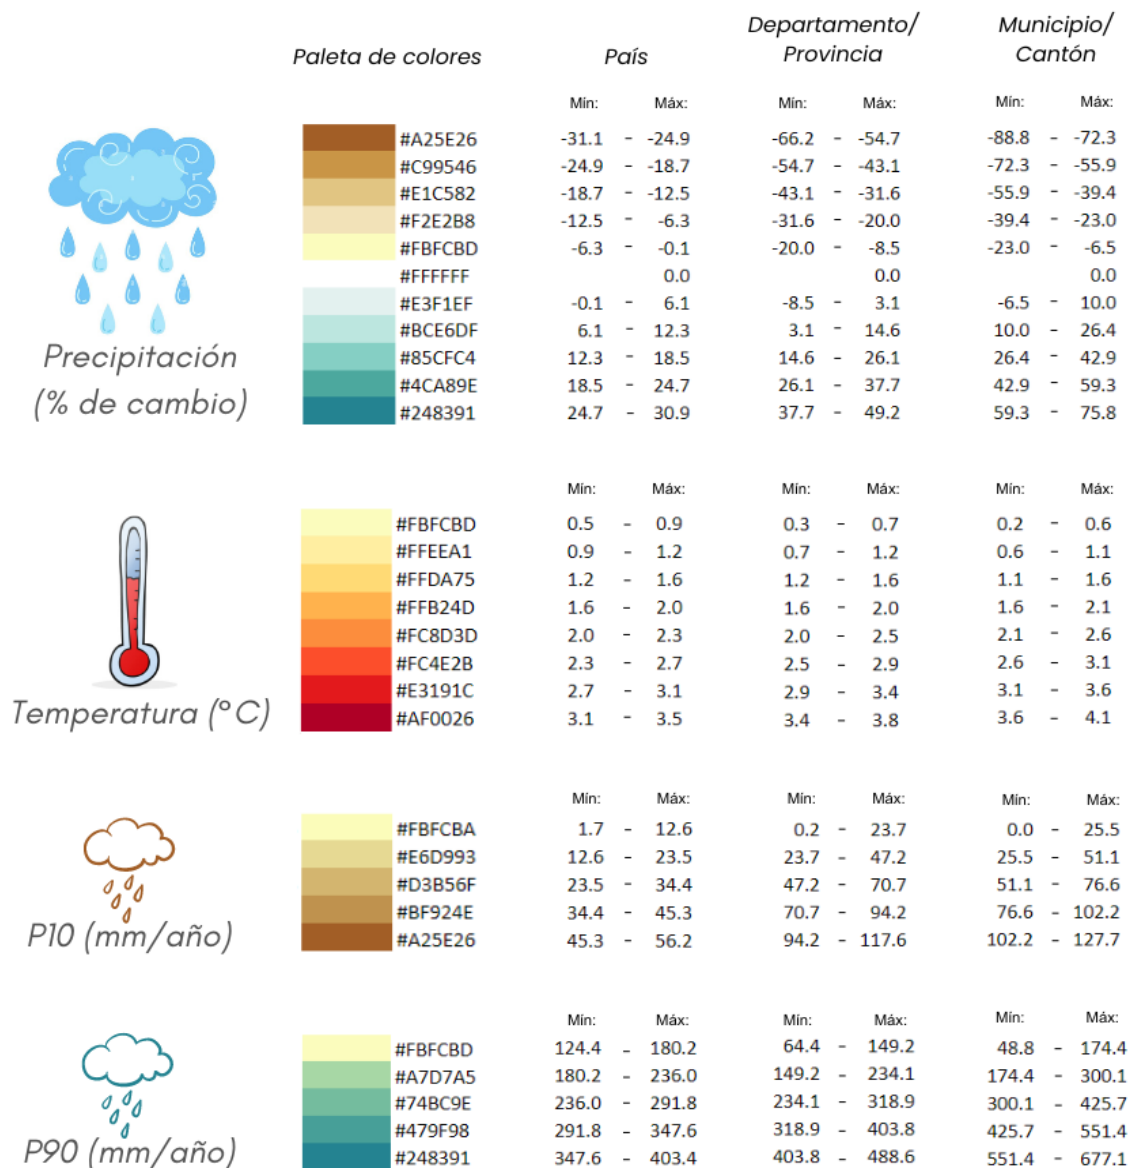 Departamento/ Municipio/
Paleta de colores País Provincia Cantón
Mín: Máx: Mín: Máx: Mín: Máx:
#A25E26 -31.1 - -24.9 -66.2 - -54.7 -88.8 - -72.3
#C99546 -24.9 - -18.7 -54.7 - -43.1 -72.3 - -55.9
#E1C582 -18.7 - -12.5 -43.1 - -31.6 -55.9 - -39.4
#F2E2B8 -12.5 - -6.3 -31.6 - -20.0 -39.4 - -23.0
#FBFCBD -6.3 - -0.1 -20.0 - -8.5 -23.0 - -6.5
#FFFFFF 0.0 0.0 0.0
#E3F1EF -0.1 - 6.1 -8.5 - 3.1 -6.5 - 10.0
#BCE6DF 6.1 - 12.3 3.1 - 14.6 10.0 - 26.4
Precipitación #85CFC4 12.3 - 18.5 14.6 - 26.1 26.4 - 42.9
#4CA89E 18.5 - 24.7 26.1 - 37.7 42.9 - 59.3
(% de cambio) #248391 24.7 - 30.9 37.7 - 49.2 59.3 - 75.8
Mín: Máx: Mín: Máx: Mín: Máx:
#FBFCBD 0.5 - 0.9 0.3 - 0.7 0.2 - 0.6
#FFEEA1 0.9 - 1.2 0.7 - 1.2 0.6 - 1.1
#FFDA75 1.2 - 1.6 1.2 - 1.6 1.1 - 1.6
#FFB24D 1.6 - 2.0 1.6 - 2.0 1.6 - 2.1
#FC8D3D 2.0 - 2.3 2.0 - 2.5 2.1 - 2.6
#FC4E2B 2.3 - 2.7 2.5 - 2.9 2.6 - 3.1
#E3191C 2.7 - 3.1 2.9 - 3.4 3.1 - 3.6
Temperatura (°C) #AF0026 3.1 - 3.5 3.4 - 3.8 3.6 - 4.1
Mín: Máx: Mín: Máx: Mín: Máx:
#FBFCBA 1.7 - 12.6 0.2 - 23.7 0.0 - 25.5
#E6D993 12.6 - 23.5 23.7 - 47.2 25.5 - 51.1
#D3B56F 23.5 - 34.4 47.2 - 70.7 51.1 - 76.6
#BF924E 34.4 - 45.3 70.7 - 94.2 76.6 - 102.2
P10 (mm/año) #A25E26 45.3 - 56.2 94.2 - 117.6 102.2 - 127.7
Mín: Máx: Mín: Máx: Mín: Máx:
#FBFCBD 124.4 - 180.2 64.4 - 149.2 48.8 - 174.4
#A7D7A5 180.2 - 236.0 149.2 - 234.1 174.4 - 300.1
#74BC9E 236.0 - 291.8 234.1 - 318.9 300.1 - 425.7
#479F98 291.8 - 347.6 318.9 - 403.8 425.7 - 551.4
P90 (mm/año) #248391 347.6 - 403.4 403.8 - 488.6 551.4 - 677.1